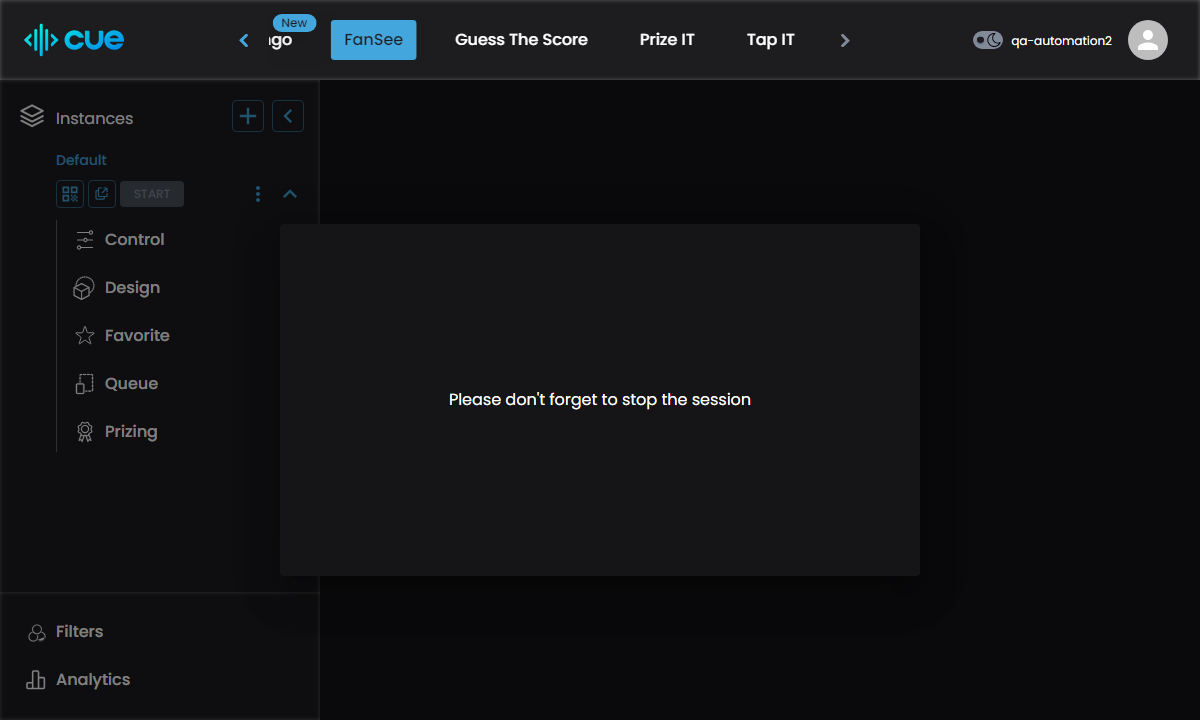 cue
New
FanSee
Guess The Score
Prize IT
Tap IT
qa-automation2
Instances
Default
START
Control
Design
Favorite
Queue
Prizing
Please don't forget to stop the session
Filters
Analytics